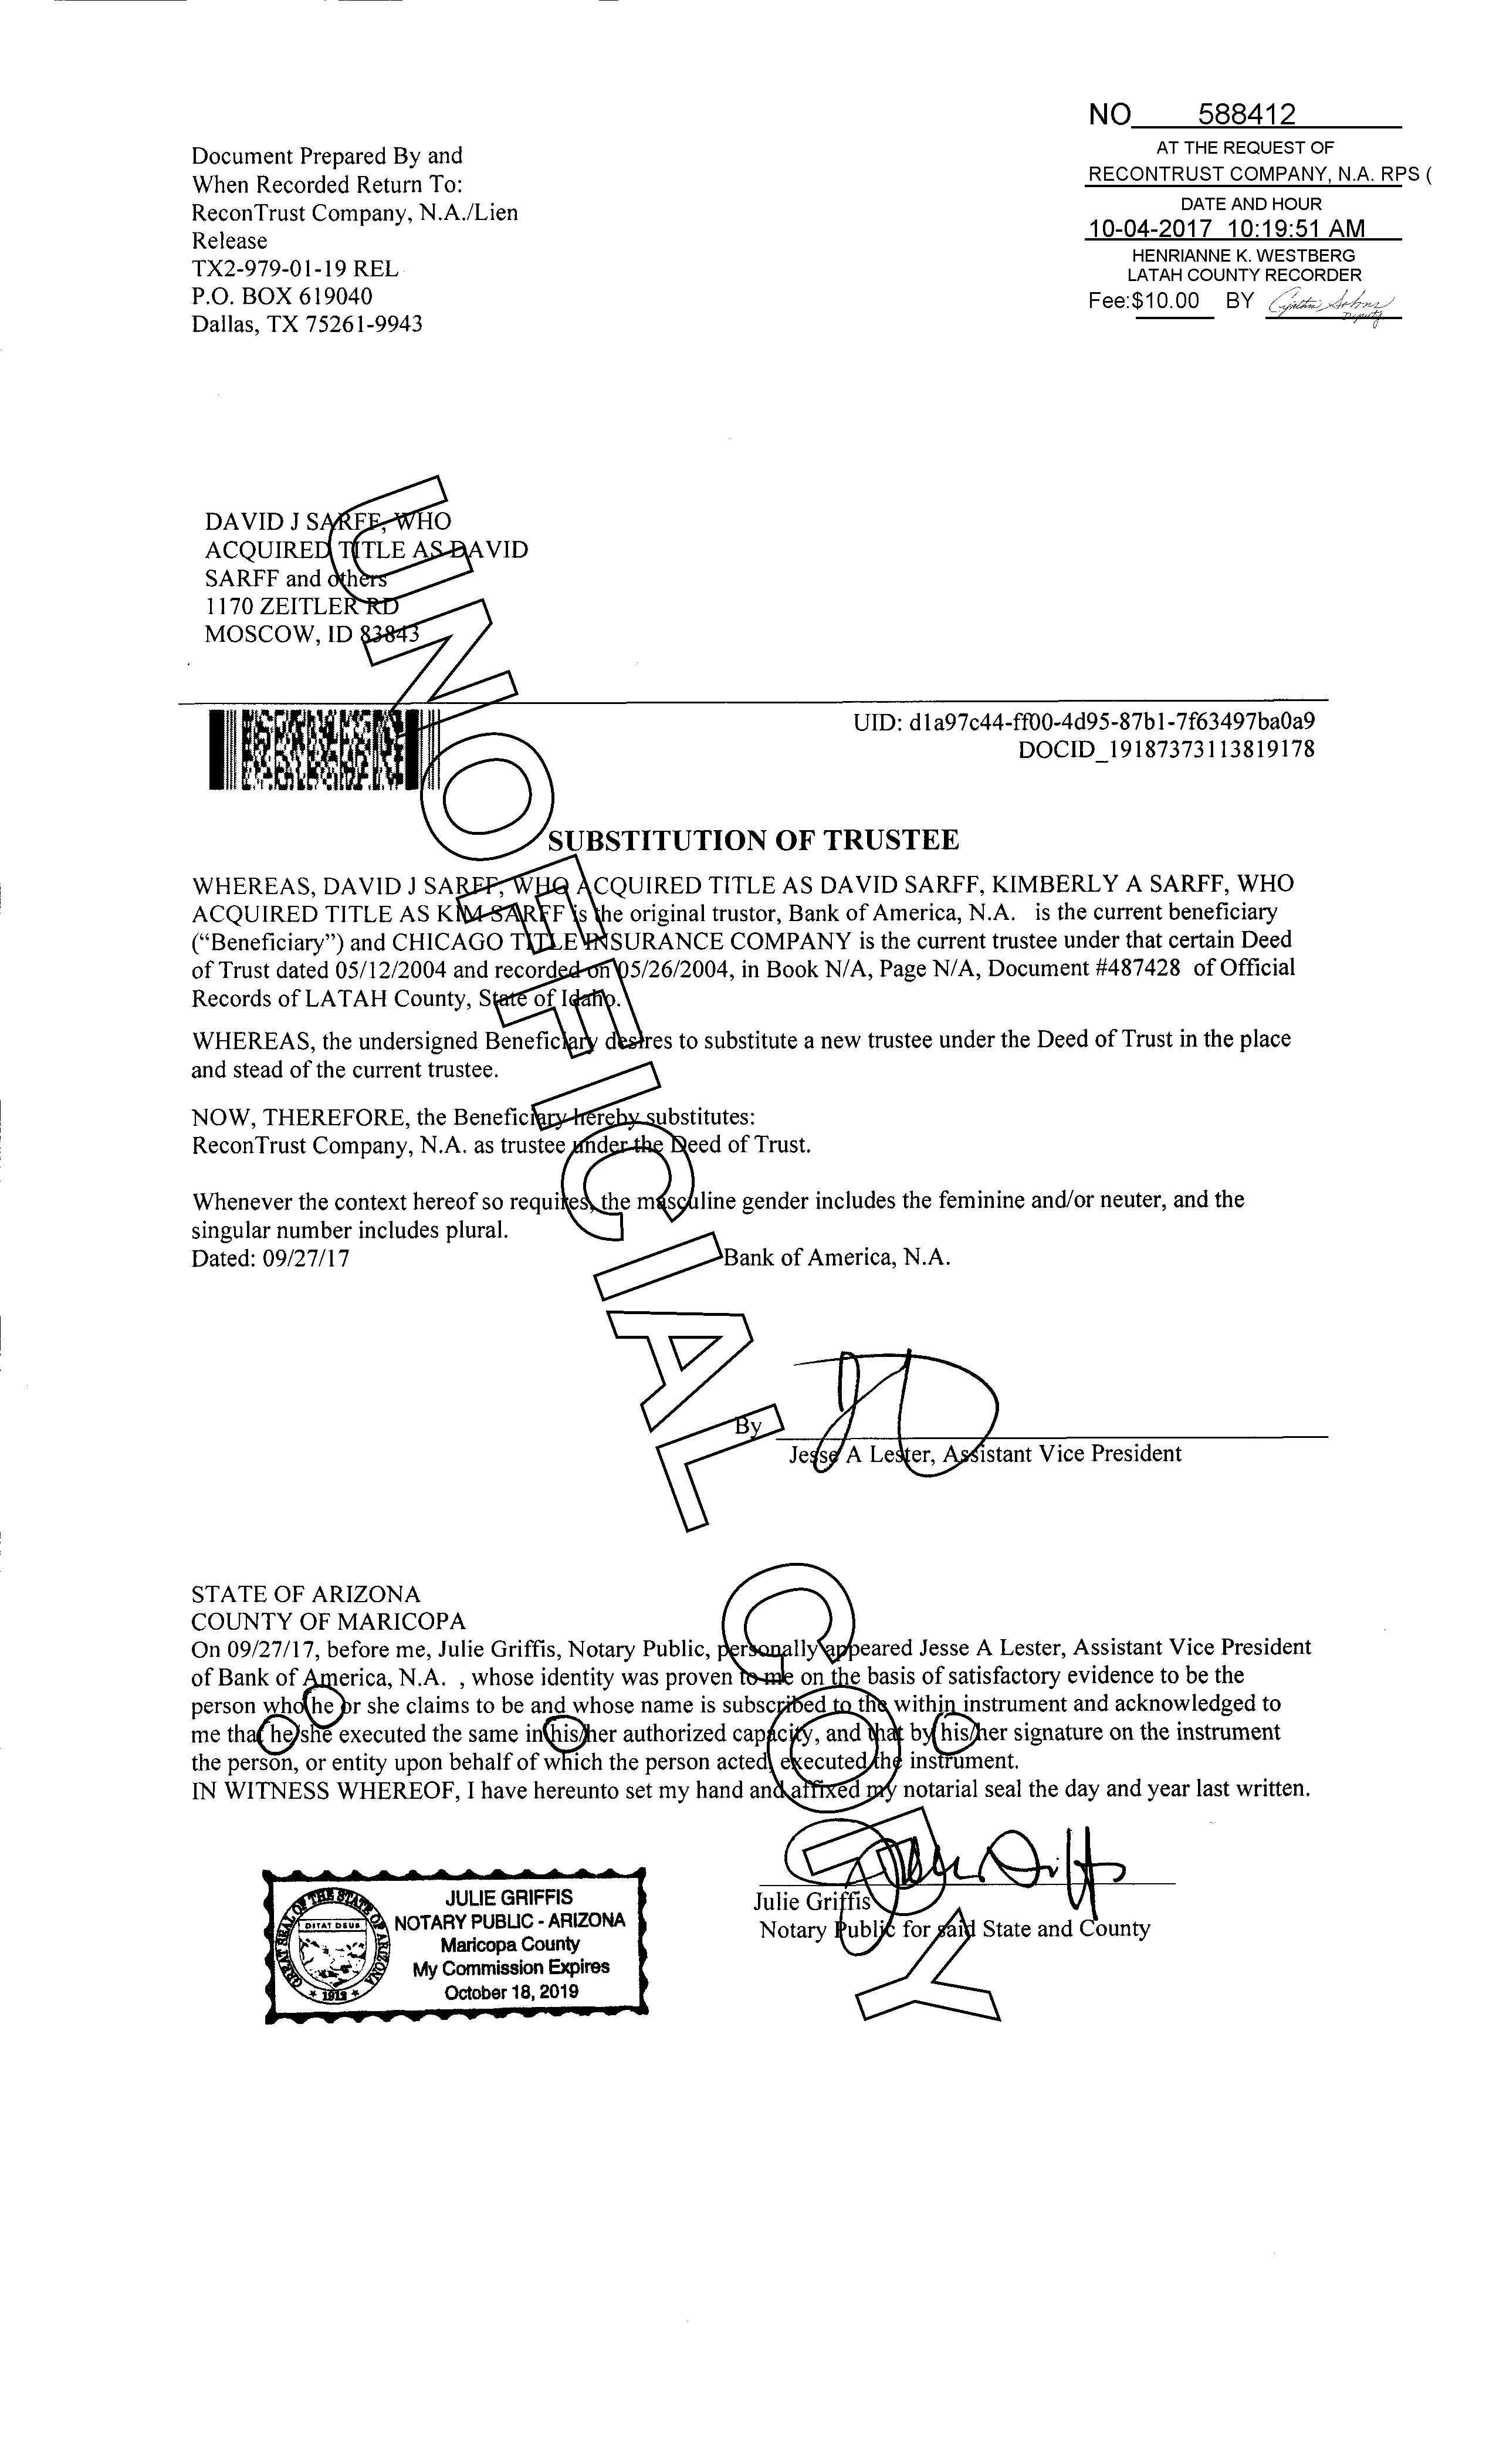 NO 588412
AT THE REQUEST OF
RECONTRUST COMPANY, N.A. RPS (
DATE AND HOUR
10-04-2017 10:19:51 AM
HENRIANNE K. WESTBERG
LATAH COUNTY RECORDER
Fee:$10.00 BY
Deputy
Document Prepared By and
When Recorded Return To:
ReconTrust Company, N.A./Lien
Release
TX2-979-01-19 REL
P.O. BOX 619040
Dallas, TX 75261-9943
DAVID J SARFF, WHO
ACQUIRED TITLE AS DAVID
SARFF and others
1170 ZEITLER RD
MOSCOW, ID 83843
UID: d1a97c44-ff00-4d95-87b1-7f63497ba0a9
DOCID_19187373113819178
SUBSTITUTION OF TRUSTEE
WHEREAS, DAVID J SARFF, WHO ACQUIRED TITLE AS DAVID SARFF, KIMBERLY A SARFF, WHO
ACQUIRED TITLE AS KIM SARFF is the original trustor, Bank of America, N.A. is the current beneficiary
(“Beneficiary”) and CHICAGO TITLE INSURANCE COMPANY is the current trustee under that certain Deed
of Trust dated 05/12/2004 and recorded on 05/26/2004, in Book N/A, Page N/A, Document #487428 of Official
Records of LATAH County, State of Idaho.
WHEREAS, the undersigned Beneficiary desires to substitute a new trustee under the Deed of Trust in the place
and stead of the current trustee.
NOW, THEREFORE, the Beneficiary hereby substitutes:
ReconTrust Company, N.A. as trustee under the Deed of Trust.
Whenever the context hereof so requires, the masculine gender includes the feminine and/or neuter, and the
singular number includes plural.
Dated: 09/27/17 Bank of America, N.A.
By
Jesse A Lester, Assistant Vice President
STATE OF ARIZONA
COUNTY OF MARICOPA
On 09/27/17, before me, Julie Griffis, Notary Public, personally appeared Jesse A Lester, Assistant Vice President
of Bank of America, N.A. , whose identity was proven to me on the basis of satisfactory evidence to be the
person who he or she claims to be and whose name is subscribed to the within instrument and acknowledged to
me that he/she executed the same in his/her authorized capacity, and that by his/her signature on the instrument
the person, or entity upon behalf of which the person acted, executed the instrument.
IN WITNESS WHEREOF, I have hereunto set my hand and affixed my notarial seal the day and year last written.
Julie Griffis
Notary Public for said State and County
GREAT SEAL OF THE STATE OF ARIZONA
DITAT DEUS
1912
JULIE GRIFFIS
NOTARY PUBLIC - ARIZONA
Maricopa County
My Commission Expires
October 18, 2019
UNOFFICIAL COPY